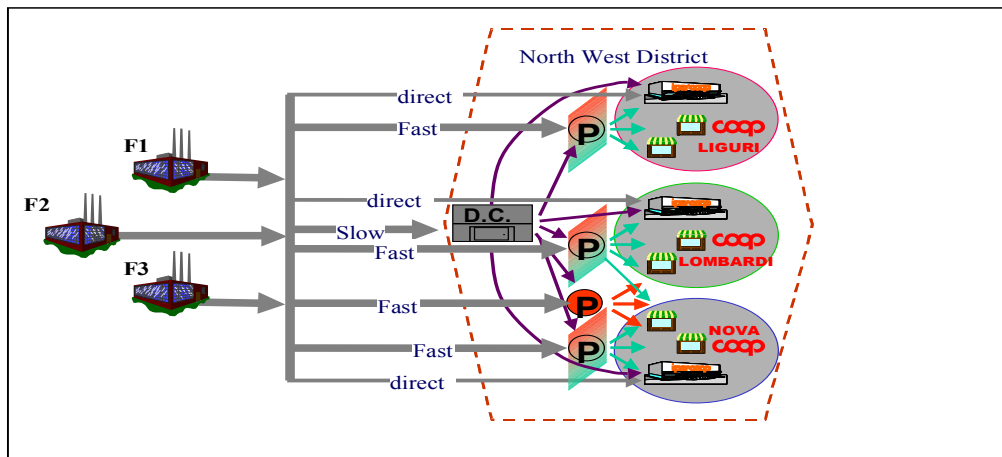 North West District
direct
Fast
P
coop
LIGURI
F1
F2
F3
direct
Slow
D.C.
Fast
P
coop
LOMBARDI
Fast
P
Fast
P
NOVA
coop
direct